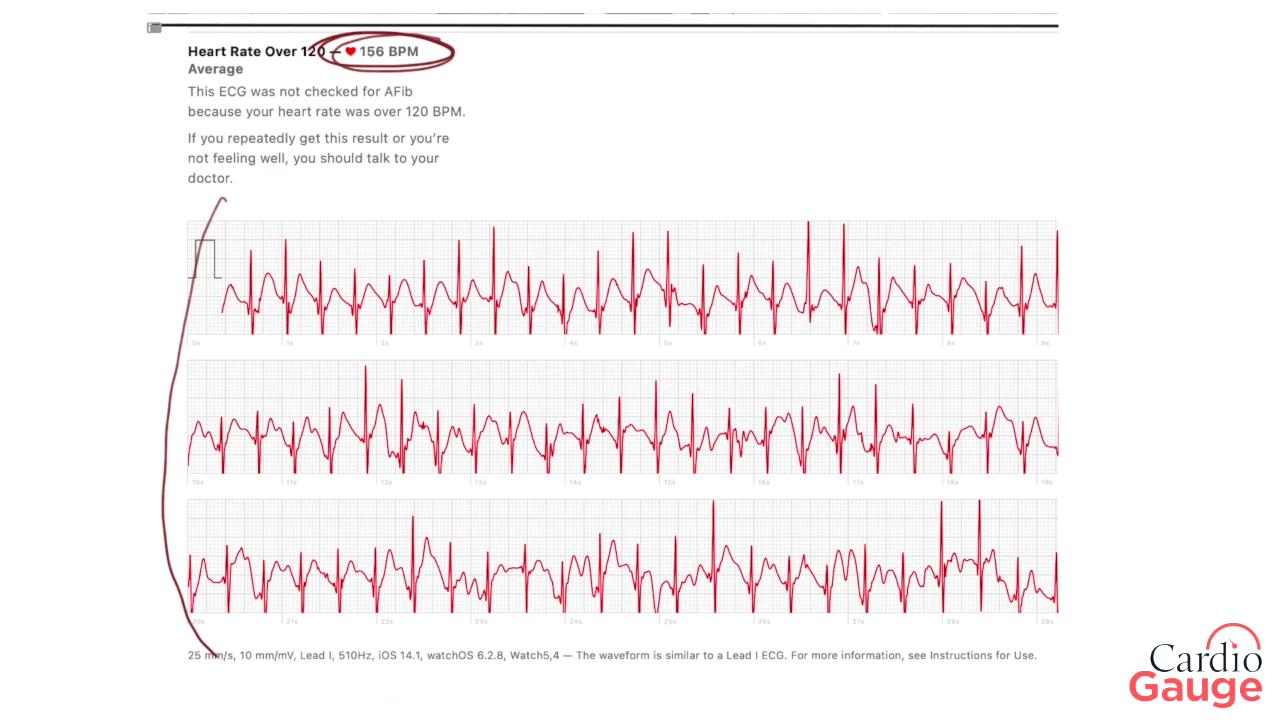 Heart Rate Over 120 — 156 BPM
Average
This ECG was not checked for AFib
because your heart rate was over 120 BPM.
If you repeatedly get this result or you're
not feeling well, you should talk to your
doctor.
0s 1s 2s 3s 4s 5s 6s 7s 8s 9s
10s 11s 12s 13s 14s 15s 16s 17s 18s 19s
20s 21s 22s 23s 24s 25s 26s 27s 28s 29s
25 mm/s, 10 mm/mV, Lead I, 510Hz, iOS 14.1, watchOS 6.2.8, Watch5,4 — The waveform is similar to a Lead I ECG. For more information, see Instructions for Use.
Cardio
Gauge